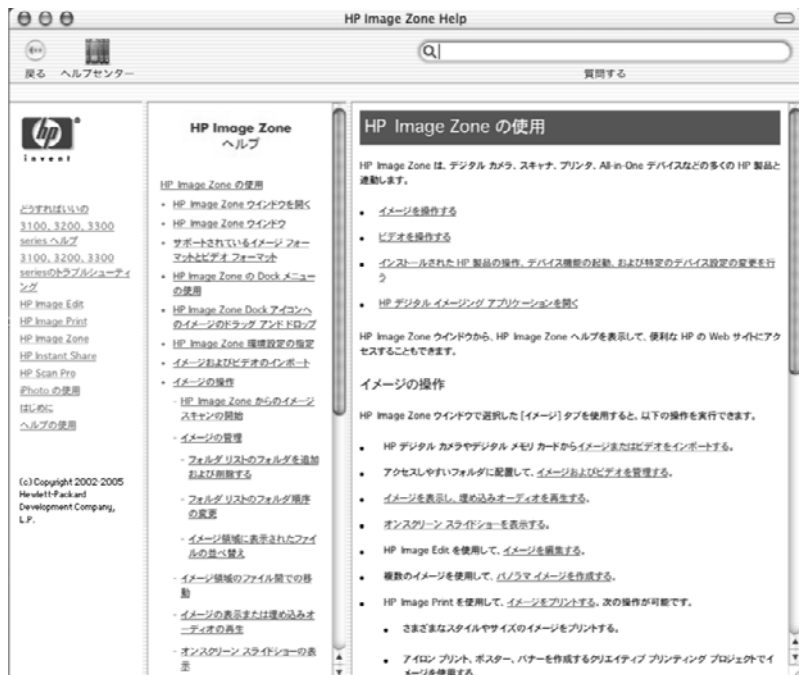 HP Image Zone Help
戻る
ヘルプセンター
質問する
hp
invent
どうすればいいの
3100, 3200, 3300
series ヘルプ
3100, 3200, 3300
seriesのトラブルシューティ
ング
HP Image Edit
HP Image Print
HP Image Zone
HP Instant Share
HP Scan Pro
iPhoto の使用
はじめに
ヘルプの使用
(c) Copyright 2002-2005
Hewlett-Packard
Development Company,
L.P.
HP Image Zone
ヘルプ
HP Image Zone の使用
HP Image Zone ウインドウを開く
HP Image Zone ウインドウ
サポートされているイメージ フォー
マットとビデオ フォーマット
HP Image Zone の Dock メニュー
の使用
HP Image Zone Dock アイコンへ
のイメージのドラッグ アンド ドロップ
HP Image Zone 環境設定の指定
イメージおよびビデオのインポート
イメージの操作
- HP Image Zone からのイメージ
スキャンの開始
- イメージの管理
- フォルダ リストのフォルダを追加
および削除する
- フォルダ リストのフォルダ順序
の変更
- イメージ領域に表示されたファイ
ルの並べ替え
- イメージ領域のファイル間での移
動
- イメージの表示または埋め込みオ
ーディオの再生
- オンスクリーン スライドショーの表
示
HP Image Zone の使用
HP Image Zone は、デジタル カメラ、スキャナ、プリンタ、All-in-One デバイスなどの多くの HP 製品と
連動します。
• イメージを操作する
• ビデオを操作する
• インストールされた HP 製品の操作、デバイス機能の起動、および特定のデバイス設定の変更を行
う
• HP デジタル イメージング アプリケーションを開く
HP Image Zone ウインドウから、HP Image Zone ヘルプを表示して、便利な HP の Web サイトにアク
セスすることもできます。
イメージの操作
HP Image Zone ウインドウで選択した [イメージ] タブを使用すると、以下の操作を実行できます。
• HP デジタル カメラやデジタル メモリ カードからイメージまたはビデオをインポートする。
• アクセスしやすいフォルダに配置して、イメージおよびビデオを管理する。
• イメージを表示し、埋め込みオーディオを再生する。
• オンスクリーン スライドショーを表示する。
• HP Image Edit を使用して、イメージを編集する。
• 複数のイメージを使用して、パノラマ イメージを作成する。
• HP Image Print を使用して、イメージをプリントする。次の操作が可能です。
• さまざまなスタイルやサイズのイメージをプリントする。
• アイロン プリント、ポスター、バナーを作成するクリエイティブ プリンティング プロジェクトでイ
メージを使用する